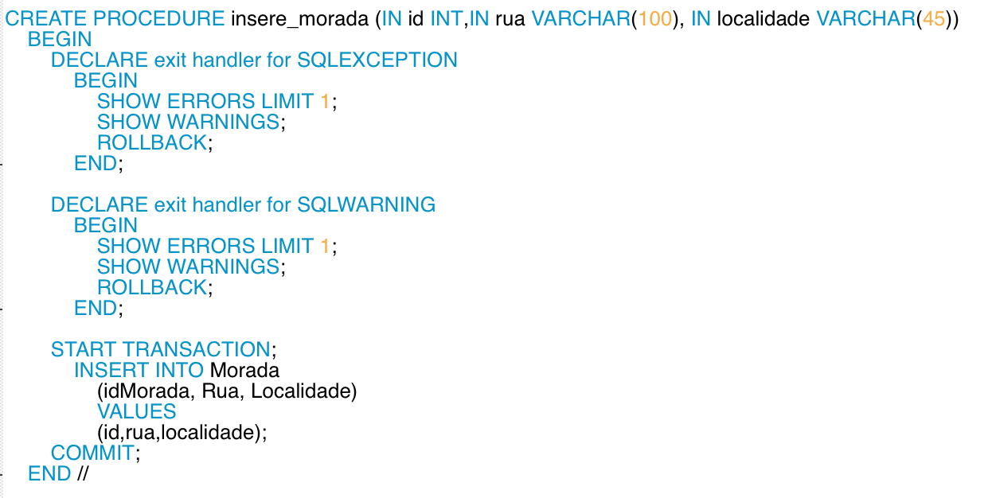 CREATE PROCEDURE insere_morada (IN id INT,IN rua VARCHAR(100), IN localidade VARCHAR(45))
BEGIN
DECLARE exit handler for SQLEXCEPTION
BEGIN
SHOW ERRORS LIMIT 1;
SHOW WARNINGS;
ROLLBACK;
END;
DECLARE exit handler for SQLWARNING
BEGIN
SHOW ERRORS LIMIT 1;
SHOW WARNINGS;
ROLLBACK;
END;
START TRANSACTION;
INSERT INTO Morada
(idMorada, Rua, Localidade)
VALUES
(id,rua,localidade);
COMMIT;
END //